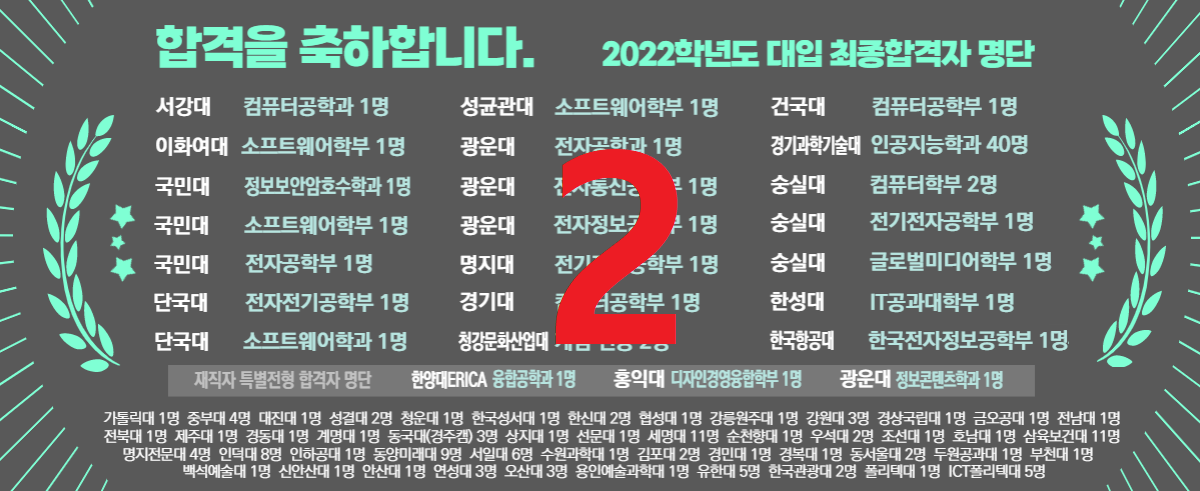 합격을 축하합니다. 2022학년도 대입 최종합격자 명단
서강대 컴퓨터공학과 1명 성균관대 소프트웨어학부 1명 건국대 컴퓨터공학부 1명
이화여대 소프트웨어학부 1명 광운대 전자공학과 1명 경기과학기술대 인공지능학과 40명
국민대 정보보안암호수학과 1명 광운대 1명 숭실대 컴퓨터학부 2명
국민대 소프트웨어학부 1명 광운대 1명 숭실대 전기전자공학부 1명
국민대 전자공학부 1명 명지대 1명 숭실대 글로벌미디어학부 1명
단국대 전자전기공학부 1명 경기대 1명 한성대 IT공과대학부 1명
단국대 소프트웨어학과 1명 청강문화산업대 한국항공대 한국전자정보공학부 1명
2
재직자 특별전형 합격자 명단 한양대ERICA 융합공학과 1명 홍익대 디자인경영융합학부 1명 광운대 정보콘텐츠학과 1명
가톨릭대 1명 중부대 4명 대진대 1명 성결대 2명 청운대 1명 한국성서대 1명 한신대 2명 협성대 1명 강릉원주대 1명 강원대 3명 경상국립대 1명 금오공대 1명 전남대 1명
전북대 1명 제주대 1명 경동대 1명 계명대 1명 동국대(경주캠) 3명 상지대 1명 선문대 1명 세명대 11명 순천향대 1명 우석대 2명 조선대 1명 호남대 1명 삼육보건대 11명
명지전문대 4명 인덕대 8명 인하공대 1명 동양미래대 9명 서일대 6명 수원과학대 1명 김포대 2명 경민대 1명 경복대 1명 동서울대 2명 두원공과대 1명 부천대 1명
백석예술대 1명 신안산대 1명 안산대 1명 연성대 3명 오산대 3명 용인예술과학대 1명 유한대 5명 한국관광대 2명 폴리텍대 1명 ICT폴리텍대 5명